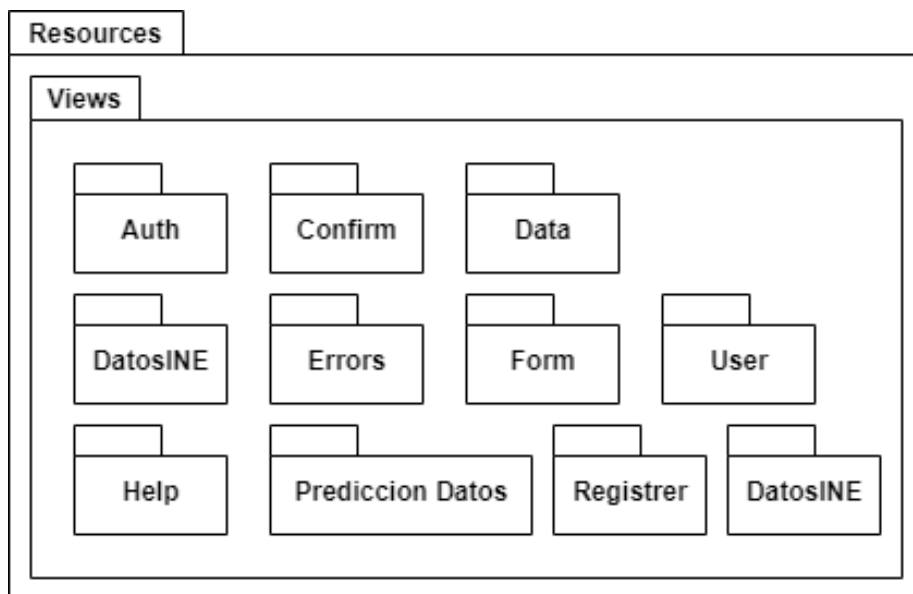 Resources
Views
Auth
Confirm
Data
DatosINE
Errors
Form
User
Help
Prediccion Datos
Registrer
DatosINE